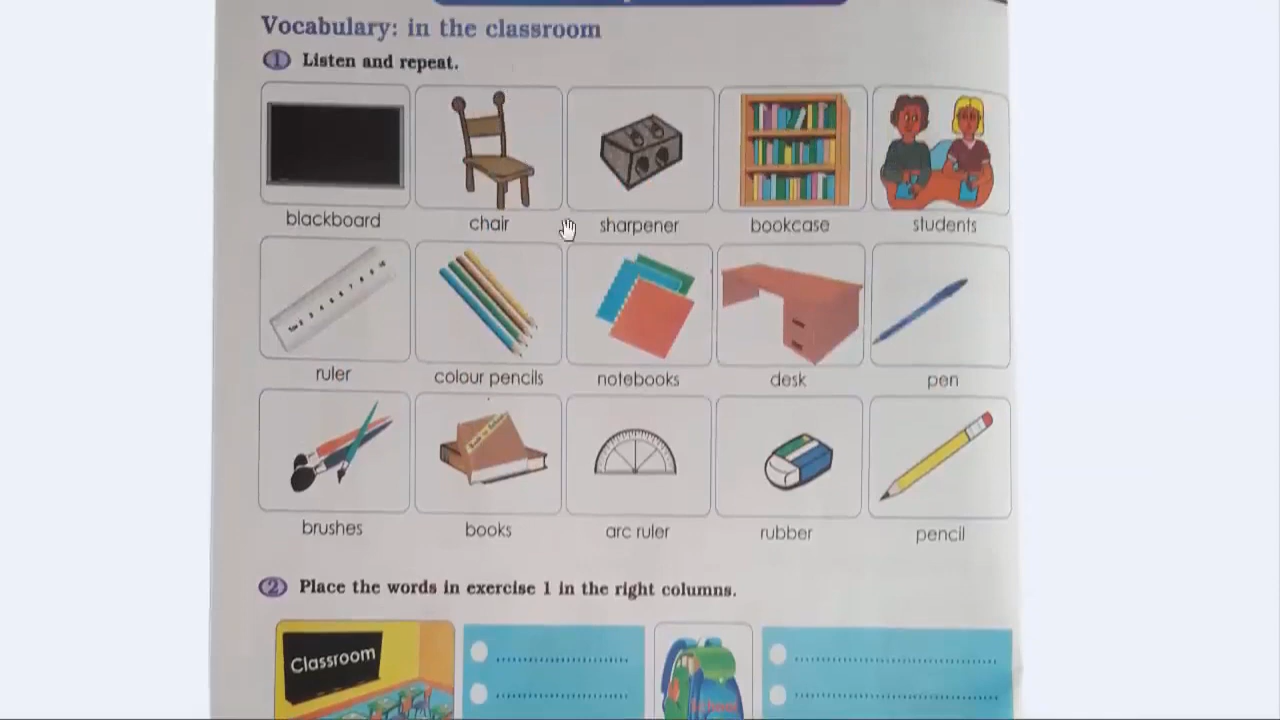 Vocabulary: in the classroom
1 Listen and repeat.
blackboard chair sharpener bookcase students
ruler colour pencils notebooks desk pen
brushes books arc ruler rubber pencil
2 Place the words in exercise 1 in the right columns.
Classroom